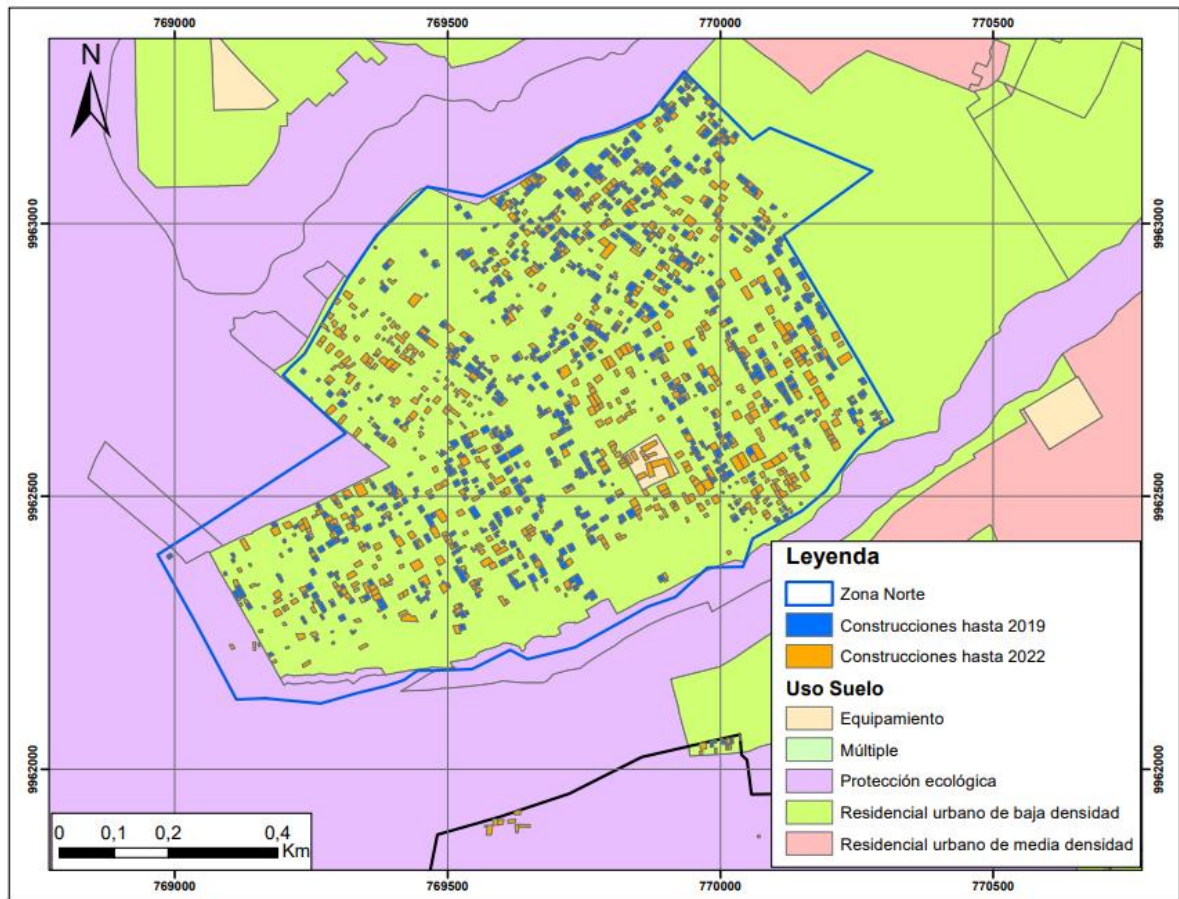 769000 769500 770000 770500
N
9963000 9963000
9962500 9962500
9962000 9962000
Leyenda
Zona Norte
Construcciones hasta 2019
Construcciones hasta 2022
Uso Suelo
Equipamiento
Múltiple
Protección ecológica
Residencial urbano de baja densidad
Residencial urbano de media densidad
0 0,1 0,2 0,4
Km
769000 769500 770000 770500